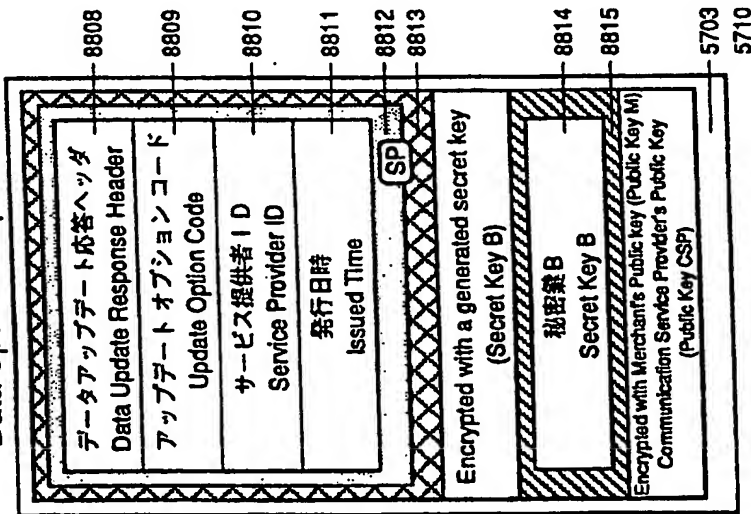 データアップデート応答ヘッダ
Data Update Response Header
アップデートオプションコード
Update Option Code
サービス提供者ID
Service Provider ID
発行日時
Issued Time
SP
Encrypted with a generated secret key
(Secret Key B)
秘密鍵B
Secret Key B
Encrypted with Merchant's Public key (Public Key M)
Communication Service Provider's Public Key
(Public Key CSP)
8808
8809
8810
8811
8812
8813
8814
8815
5703
5710